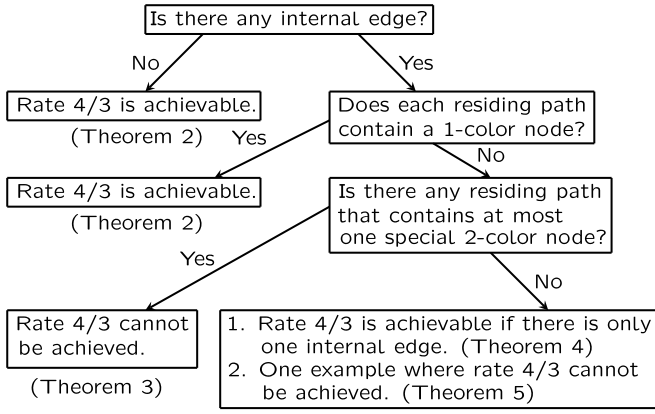 Is there any internal edge?
No
Yes
Rate 4/3 is achievable.
(Theorem 2)
Does each residing path
contain a 1-color node?
Yes
No
Rate 4/3 is achievable.
(Theorem 2)
Is there any residing path
that contains at most
one special 2-color node?
Yes
No
Rate 4/3 cannot
be achieved.
(Theorem 3)
1. Rate 4/3 is achievable if there is only
one internal edge. (Theorem 4)
2. One example where rate 4/3 cannot
be achieved. (Theorem 5)